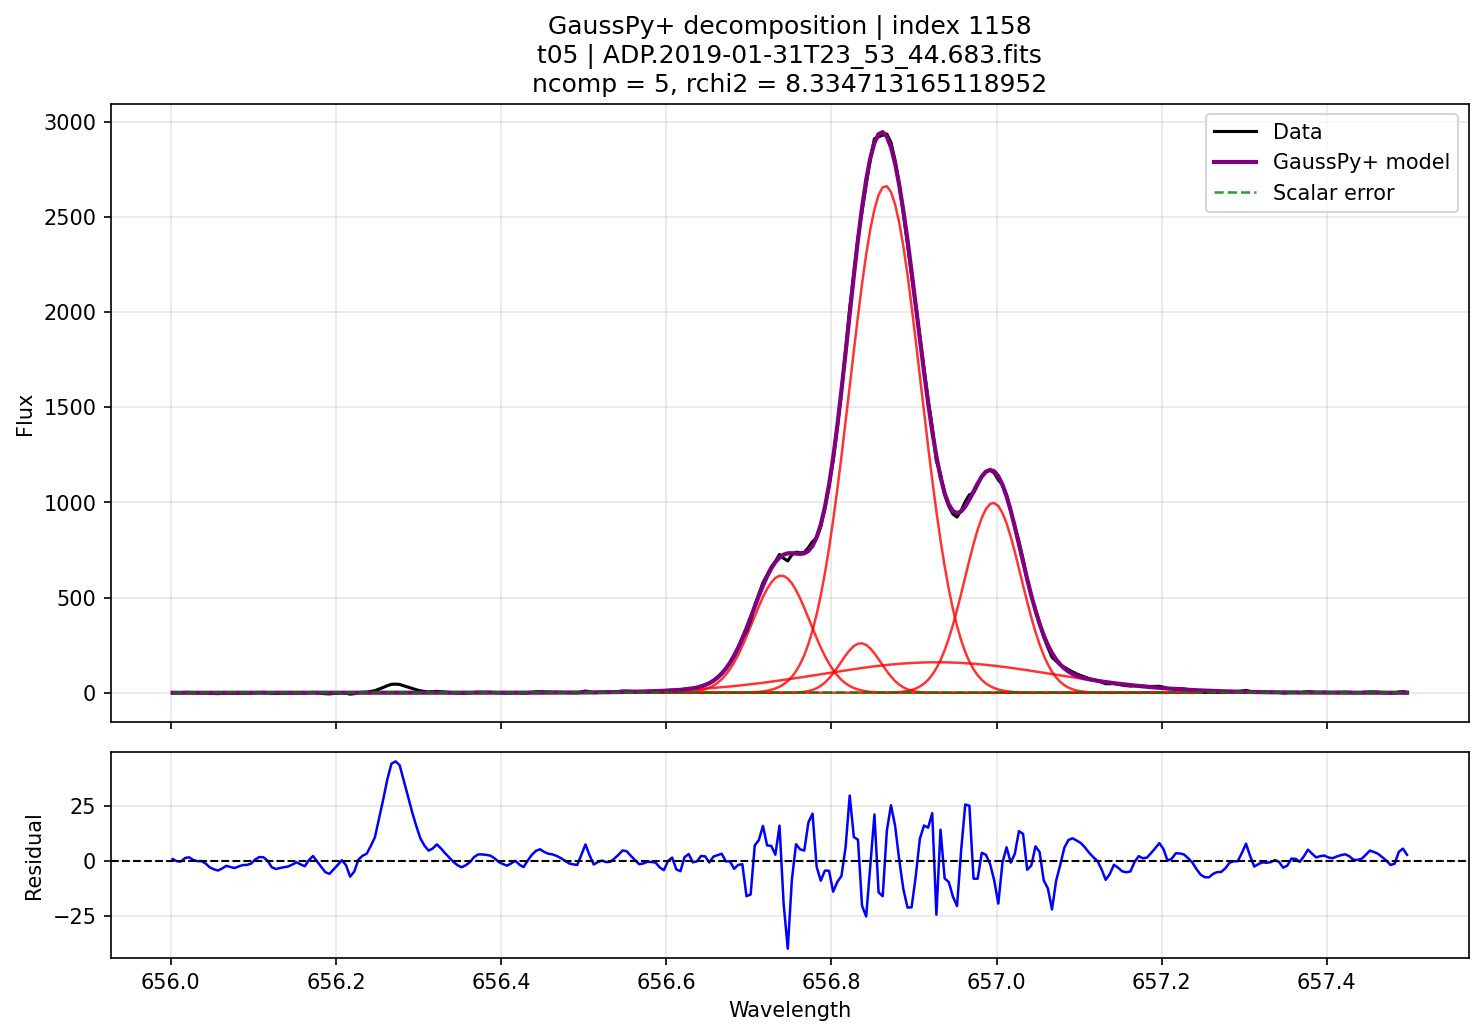 GaussPy+ decomposition | index 1158
t05 | ADP.2019-01-31T23_53_44.683.fits
ncomp = 5, rchi2 = 8.334713165118952
Data
GaussPy+ model
Scalar error
3000
2500
2000
1500
1000
500
0
Flux
25
0
−25
Residual
656.0 656.2 656.4 656.6 656.8 657.0 657.2 657.4
Wavelength